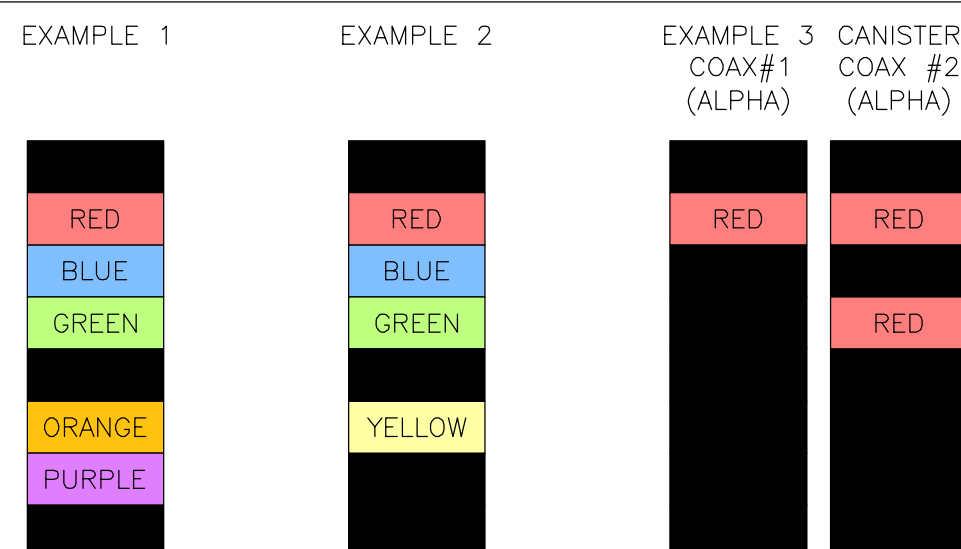 EXAMPLE 1
RED
BLUE
GREEN
ORANGE
PURPLE
EXAMPLE 2
RED
BLUE
GREEN
YELLOW
EXAMPLE 3
COAX#1
(ALPHA)
RED
CANISTER
COAX #2
(ALPHA)
RED
RED